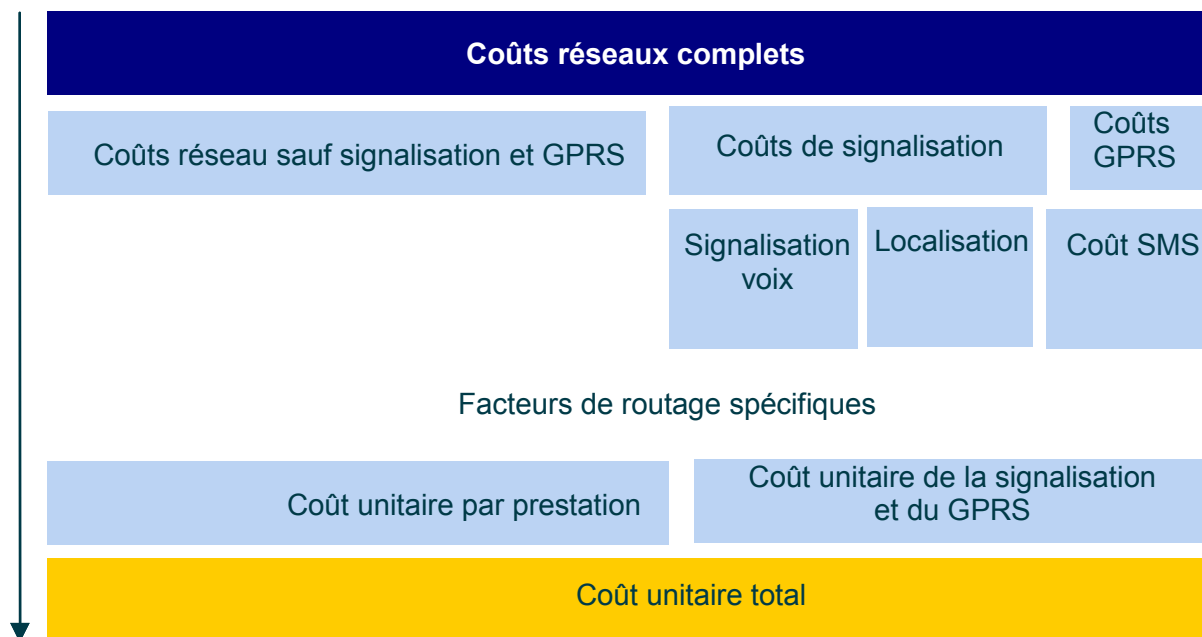 Coûts réseaux complets
Coûts réseau sauf signalisation et GPRS
Coûts de signalisation
Coûts
GPRS
Signalisation
voix
Localisation
Coût SMS
Facteurs de routage spécifiques
Coût unitaire par prestation
Coût unitaire de la signalisation
et du GPRS
Coût unitaire total